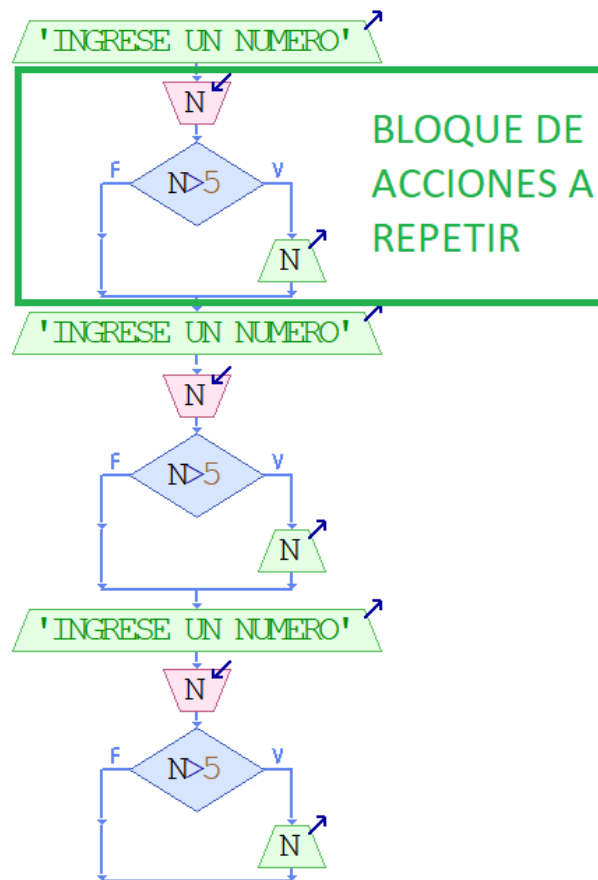 'INGRESE UN NUMERO'
N
BLOQUE DE
ACCIONES A
REPETIR
F
N>5
V
N
'INGRESE UN NUMERO'
N
F
N>5
V
N
'INGRESE UN NUMERO'
N
F
N>5
V
N